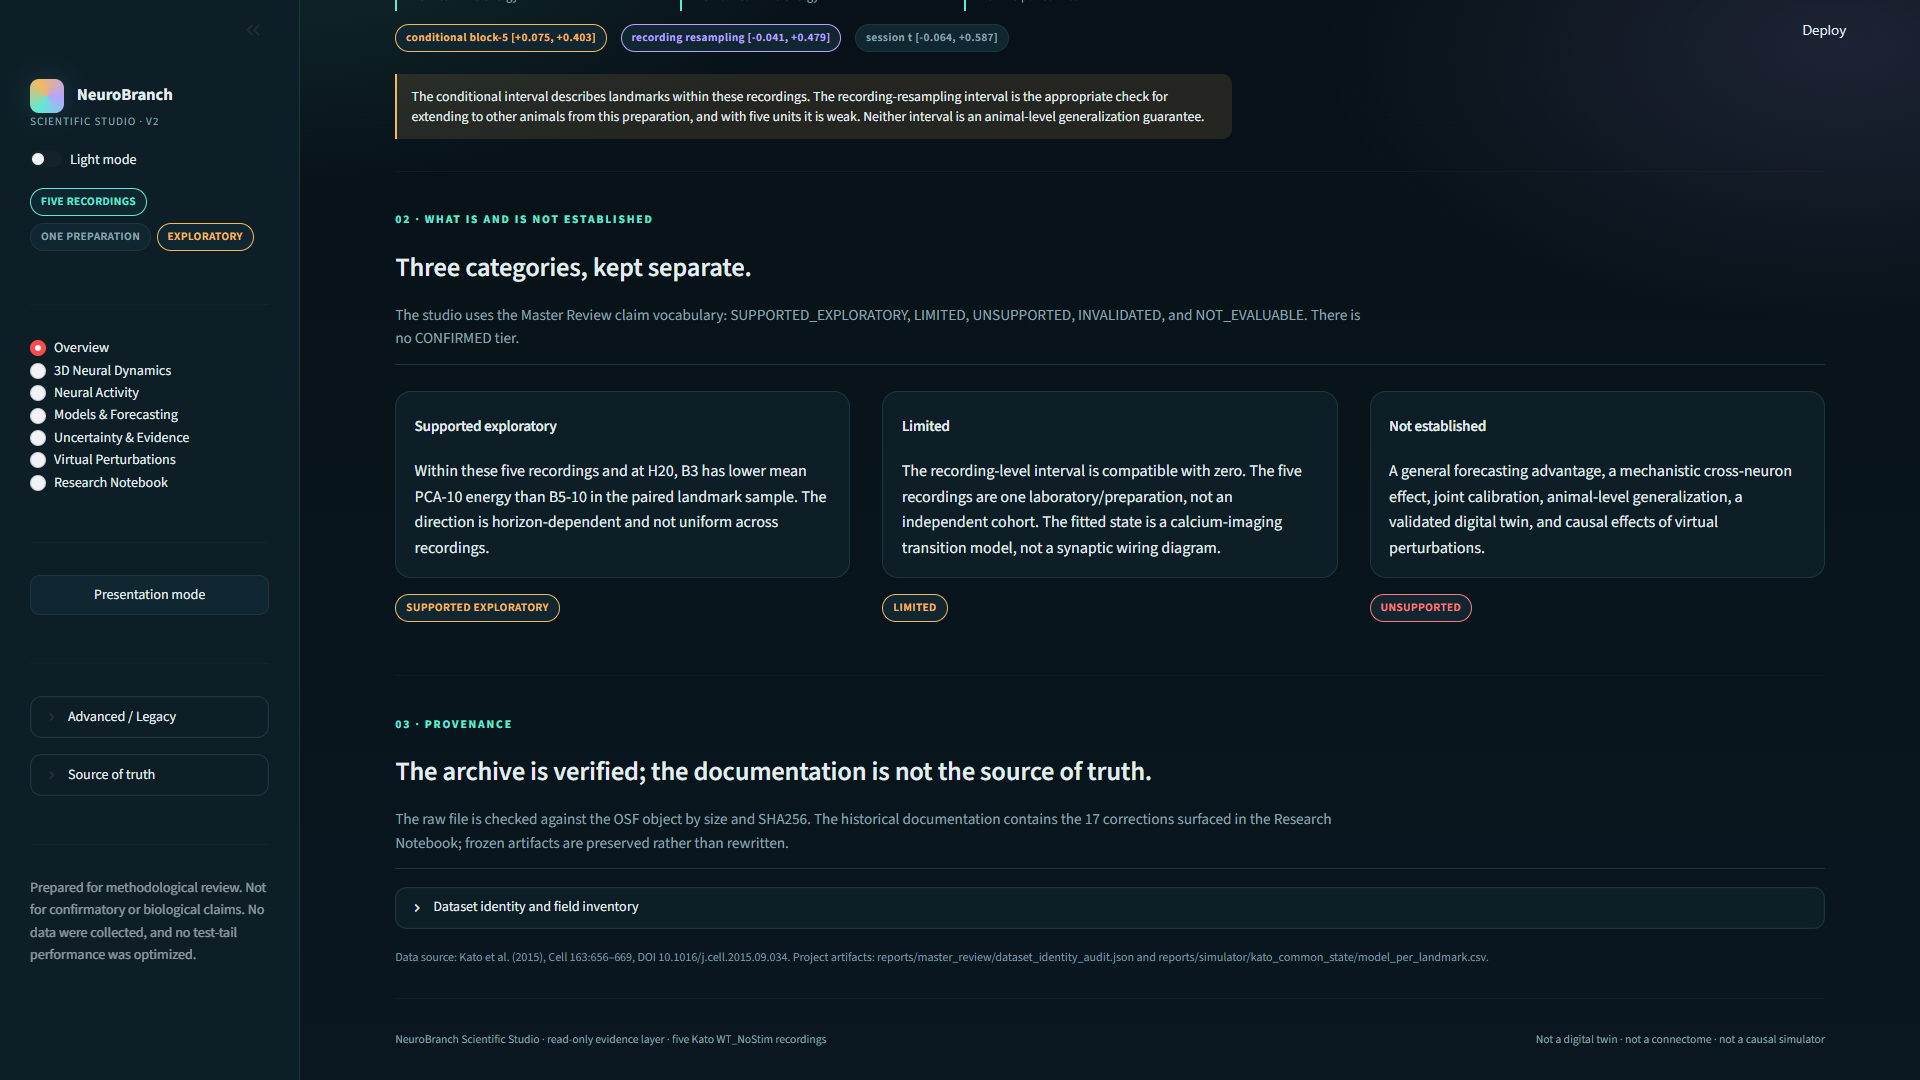 Deploy
NeuroBranch
SCIENTIFIC STUDIO · V2
Light mode
FIVE RECORDINGS
ONE PREPARATION
EXPLORATORY
Overview
3D Neural Dynamics
Neural Activity
Models & Forecasting
Uncertainty & Evidence
Virtual Perturbations
Research Notebook
Presentation mode
Advanced / Legacy
Source of truth
Prepared for methodological review. Not
for confirmatory or biological claims. No
data were collected, and no test-tail
performance was optimized.
conditional block-5 [+0.075, +0.403]
recording resampling [-0.041, +0.479]
session t [-0.064, +0.587]
The conditional interval describes landmarks within these recordings. The recording-resampling interval is the appropriate check for
extending to other animals from this preparation, and with five units it is weak. Neither interval is an animal-level generalization guarantee.
02 · WHAT IS AND IS NOT ESTABLISHED
Three categories, kept separate.
The studio uses the Master Review claim vocabulary: SUPPORTED_EXPLORATORY, LIMITED, UNSUPPORTED, INVALIDATED, and NOT_EVALUABLE. There is
no CONFIRMED tier.
Supported exploratory
Within these five recordings and at H20, B3 has lower mean
PCA-10 energy than B5-10 in the paired landmark sample. The
direction is horizon-dependent and not uniform across
recordings.
SUPPORTED EXPLORATORY
Limited
The recording-level interval is compatible with zero. The five
recordings are one laboratory/preparation, not an
independent cohort. The fitted state is a calcium-imaging
transition model, not a synaptic wiring diagram.
LIMITED
Not established
A general forecasting advantage, a mechanistic cross-neuron
effect, joint calibration, animal-level generalization, a
validated digital twin, and causal effects of virtual
perturbations.
UNSUPPORTED
03 · PROVENANCE
The archive is verified; the documentation is not the source of truth.
The raw file is checked against the OSF object by size and SHA256. The historical documentation contains the 17 corrections surfaced in the Research
Notebook; frozen artifacts are preserved rather than rewritten.
Dataset identity and field inventory
Data source: Kato et al. (2015), Cell 163:656–669, DOI 10.1016/j.cell.2015.09.034. Project artifacts: reports/master_review/dataset_identity_audit.json and reports/simulator/kato_common_state/model_per_landmark.csv.
NeuroBranch Scientific Studio · read-only evidence layer · five Kato WT_NoStim recordings
Not a digital twin · not a connectome · not a causal simulator